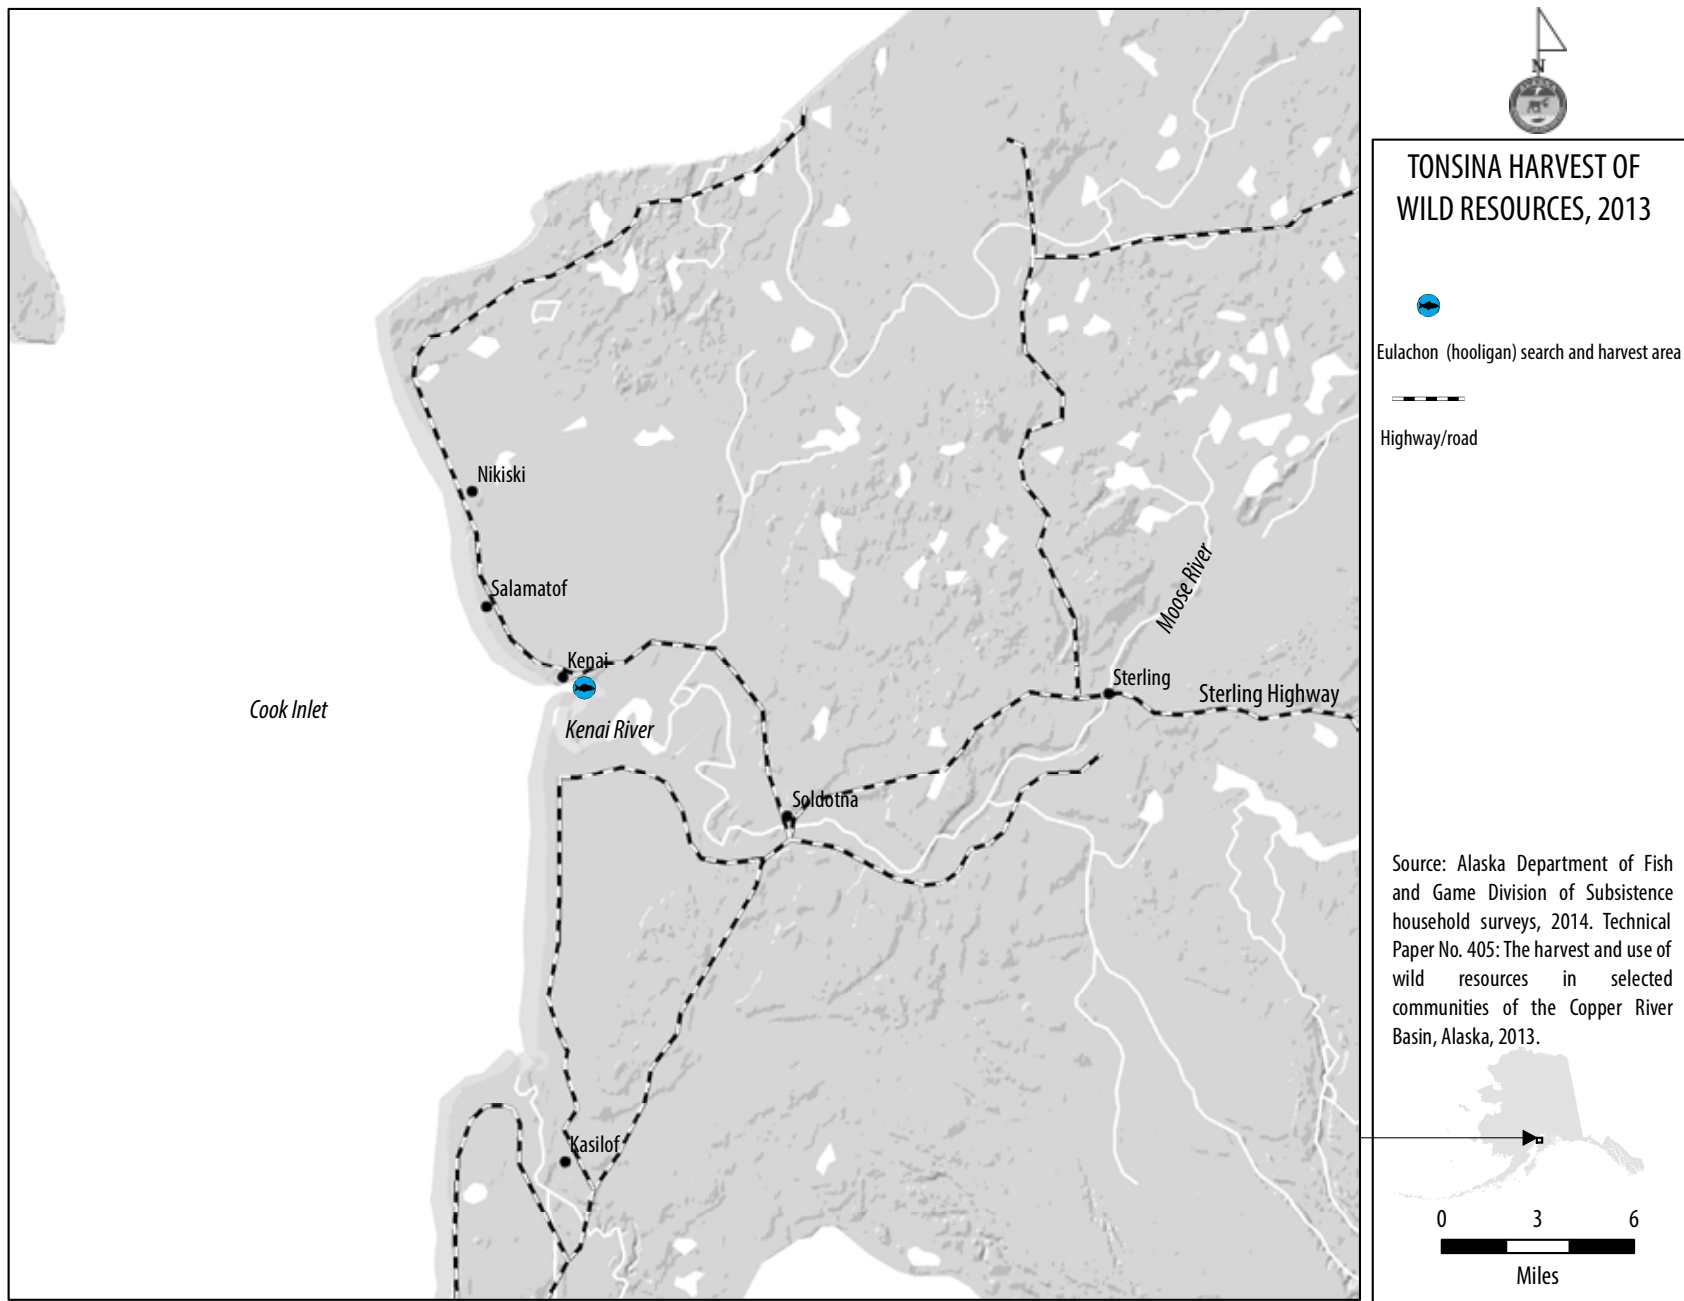 N
TONSINA HARVEST OF
WILD RESOURCES, 2013
Eulachon (hooligan) search and harvest area
Highway/road
Nikiski
Salamatof
Kenai
Cook Inlet
Kenai River
Moose River
Sterling
Sterling Highway
Soldotna
Kasilof
Source: Alaska Department of Fish
and Game Division of Subsistence
household surveys, 2014. Technical
Paper No. 405: The harvest and use of
wild resources in selected
communities of the Copper River
Basin, Alaska, 2013.
0 3 6
Miles